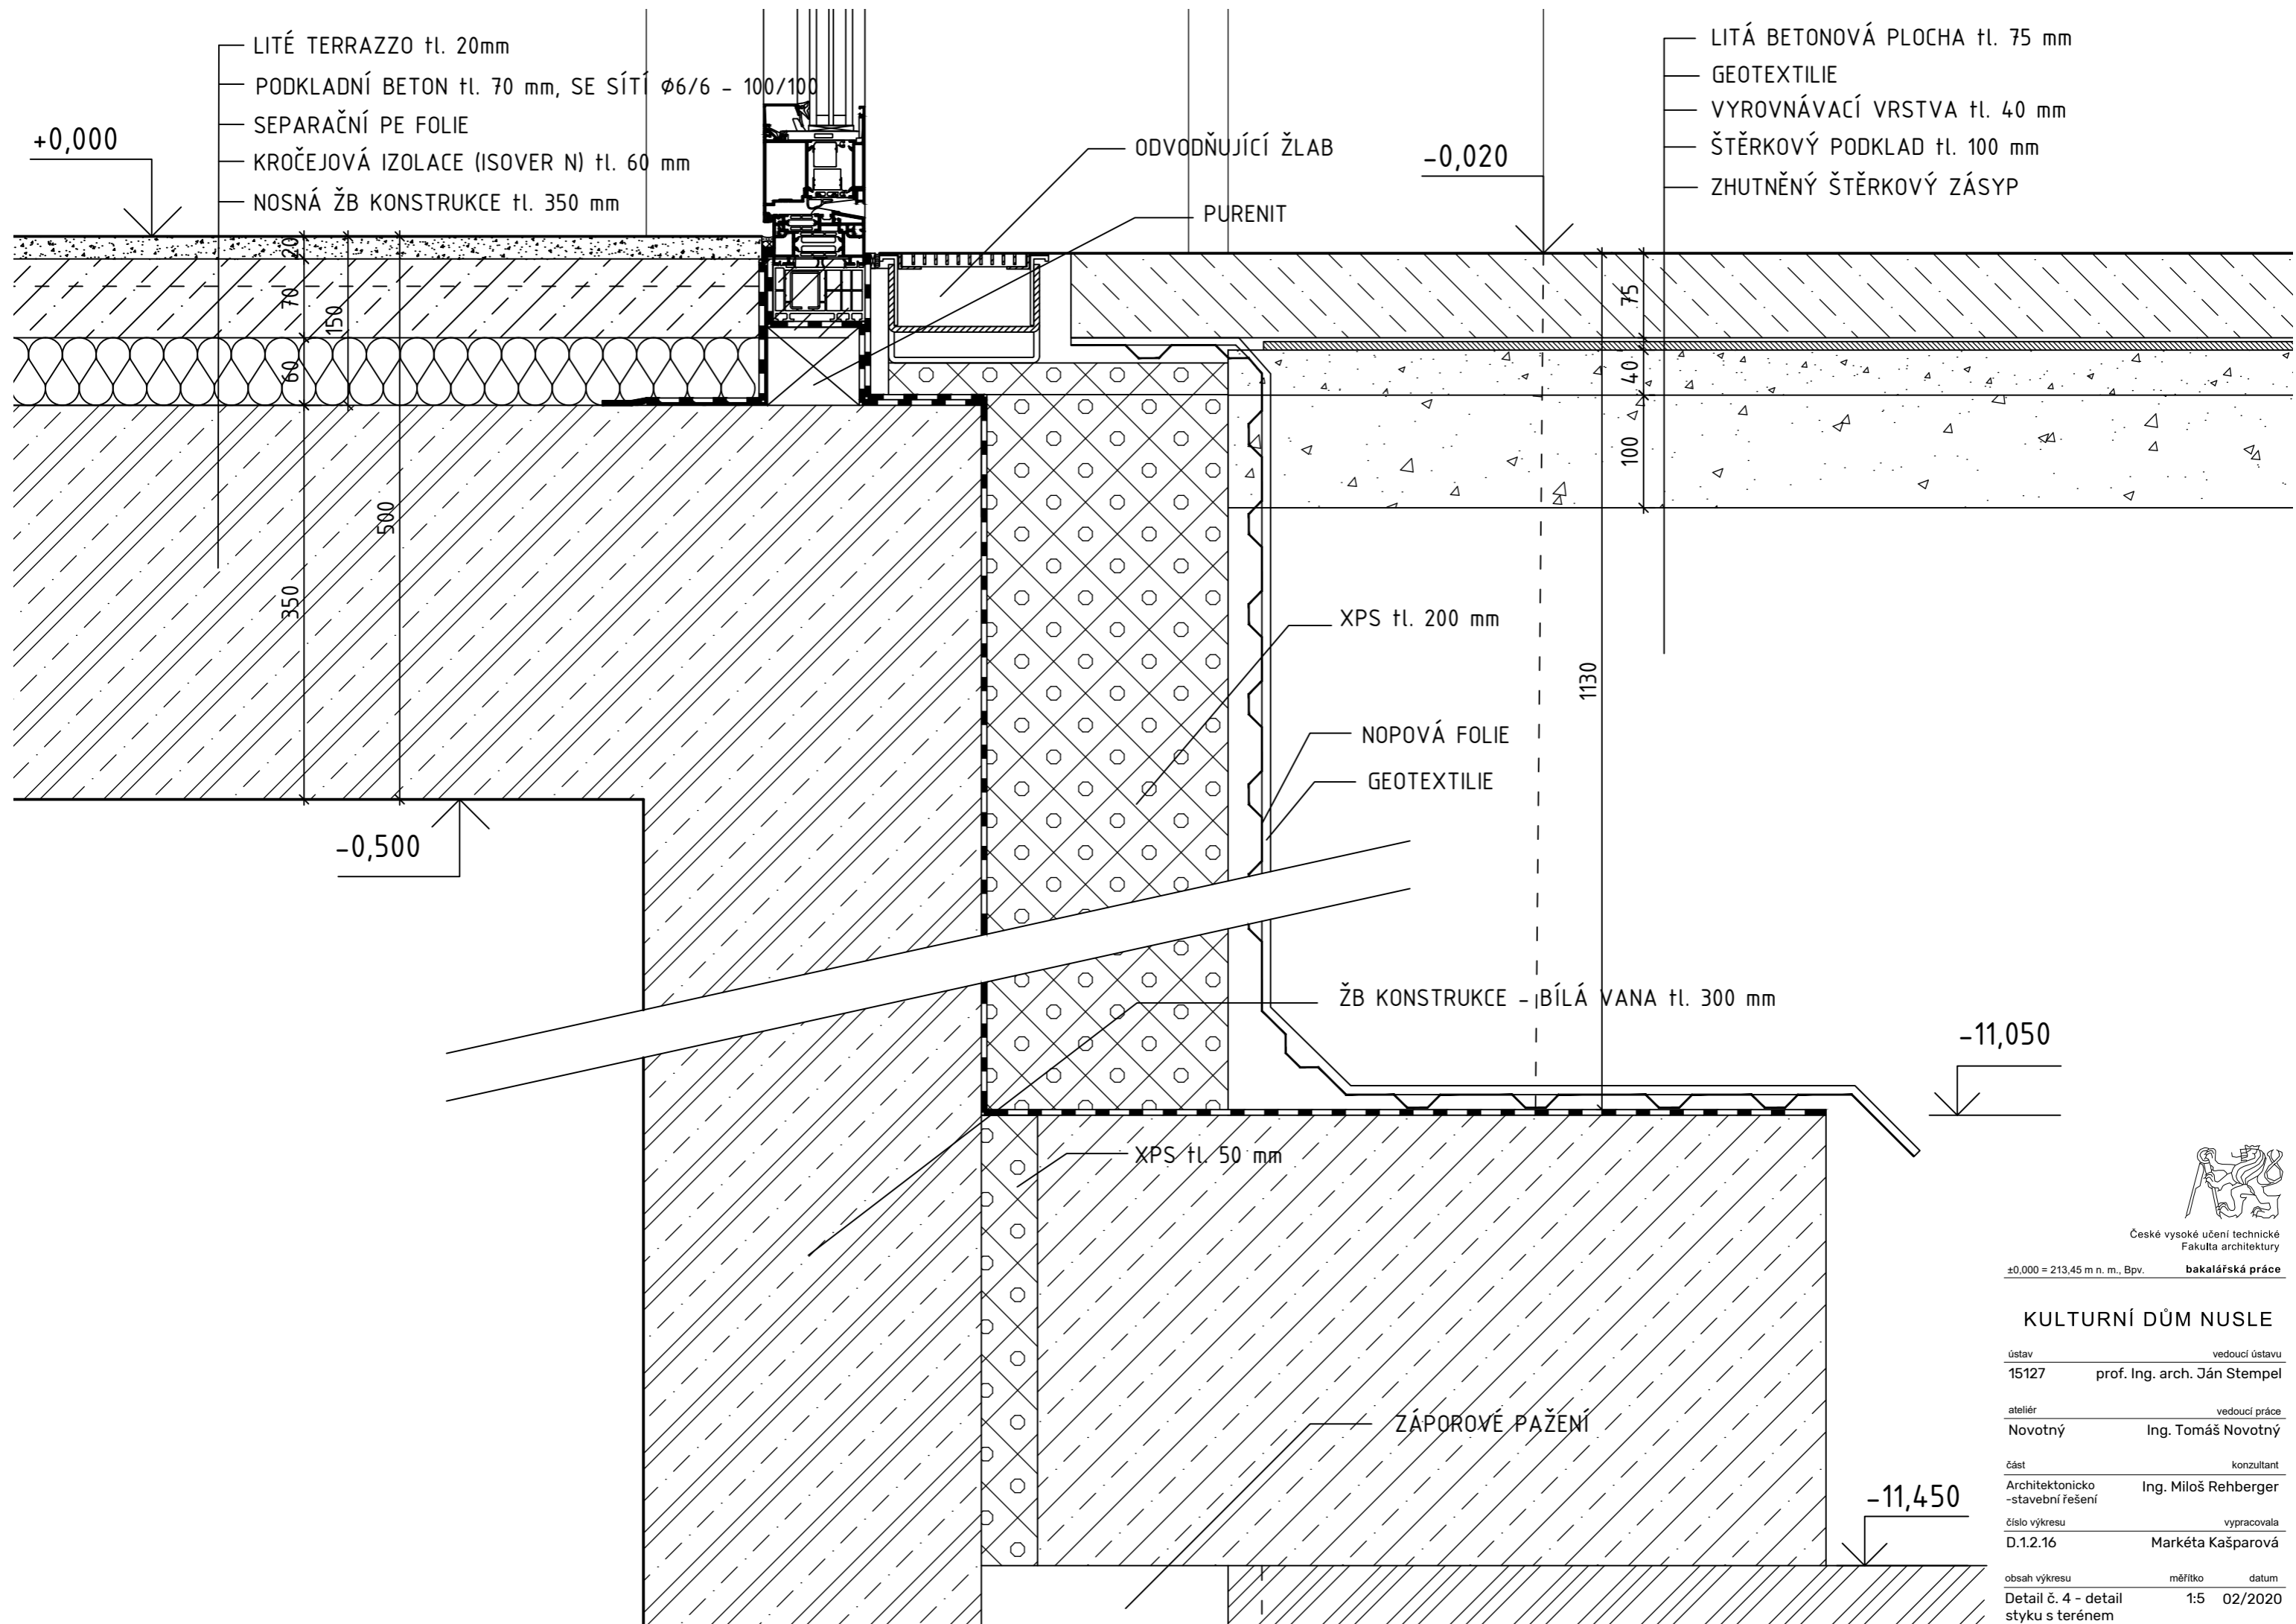 LITÉ TERRAZZO tl. 20mm
PODKLADNÍ BETON tl. 70 mm, SE SÍTÍ Ø6/6 - 100/100
SEPARAČNÍ PE FOLIE
KROČEJOVÁ IZOLACE (ISOVER N) tl. 60 mm
NOSNÁ ŽB KONSTRUKCE tl. 350 mm
+0,000
ODVODŇUJÍCÍ ŽLAB
PURENIT
-0,020
LITÁ BETONOVÁ PLOCHA tl. 75 mm
GEOTEXTILIE
VYROVNÁVACÍ VRSTVA tl. 40 mm
ŠTĚRKOVÝ PODKLAD tl. 100 mm
ZHUTNĚNÝ ŠTĚRKOVÝ ZÁSYP
20
70
150
60
500
350
75
40
100
1130
XPS tl. 200 mm
NOPOVÁ FOLIE
GEOTEXTILIE
-0,500
ŽB KONSTRUKCE - BÍLÁ VANA tl. 300 mm
-11,050
XPS tl. 50 mm
ZÁPOROVÉ PAŽENÍ
-11,450
České vysoké učení technické
Fakulta architektury
±0,000 = 213,45 m n. m., Bpv. bakalářská práce
KULTURNÍ DŮM NUSLE
ústav vedoucí ústavu
15127 prof. Ing. arch. Ján Stempel
ateliér vedoucí práce
Novotný Ing. Tomáš Novotný
část konzultant
Architektonicko Ing. Miloš Rehberger
-stavební řešení
číslo výkresu vypracovala
D.1.2.16 Markéta Kašparová
obsah výkresu měřítko datum
Detail č. 4 - detail 1:5 02/2020
styku s terénem